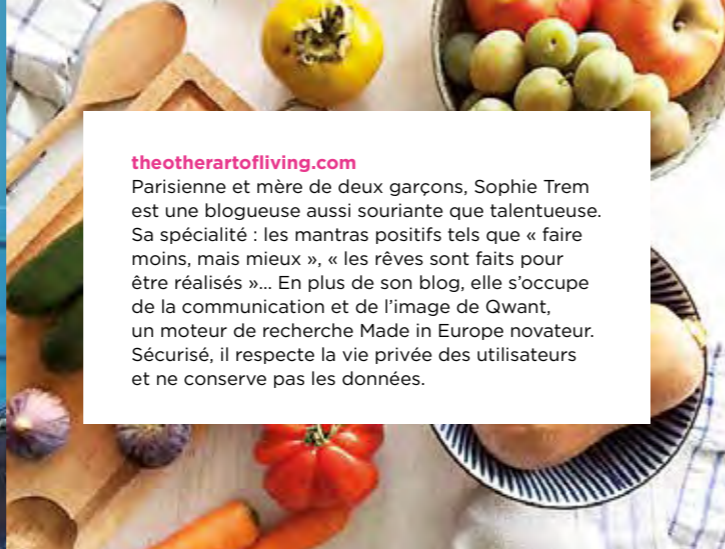 theotherartofliving.com
Parisienne et mère de deux garçons, Sophie Trem
est une blogueuse aussi souriante que talentueuse.
Sa spécialité : les mantras positifs tels que « faire
moins, mais mieux », « les rêves sont faits pour
être réalisés »... En plus de son blog, elle s’occupe
de la communication et de l’image de Qwant,
un moteur de recherche Made in Europe novateur.
Sécurisé, il respecte la vie privée des utilisateurs
et ne conserve pas les données.